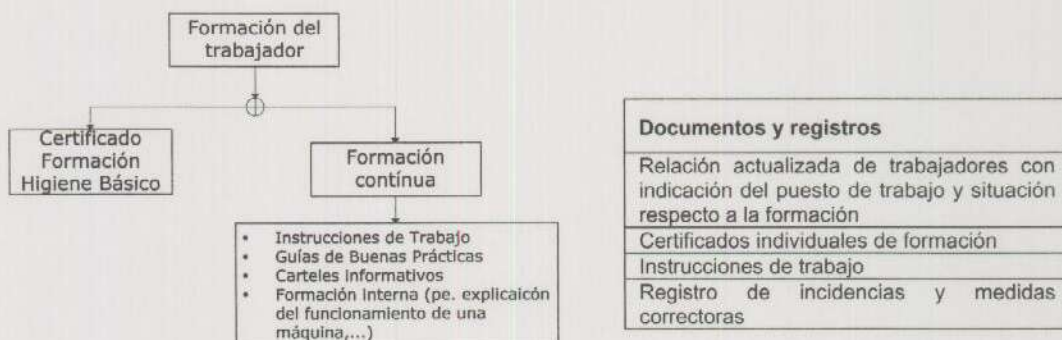 Formación del
trabajador
Certificado
Formación
Higiene Básico
Formación
contínua
• Instrucciones de Trabajo
• Guías de Buenas Prácticas
• Carteles informativos
• Formación interna (pe. explicaicón
del funcionamiento de una
máquina,...)
Documentos y registros
Relación actualizada de trabajadores con
indicación del puesto de trabajo y situación
respecto a la formación
Certificados individuales de formación
Instrucciones de trabajo
Registro de incidencias y medidas
correctoras